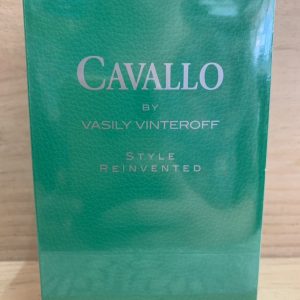 CAVALLO
BY
VASILY VINTEROFF
STYLE
REINVENTED